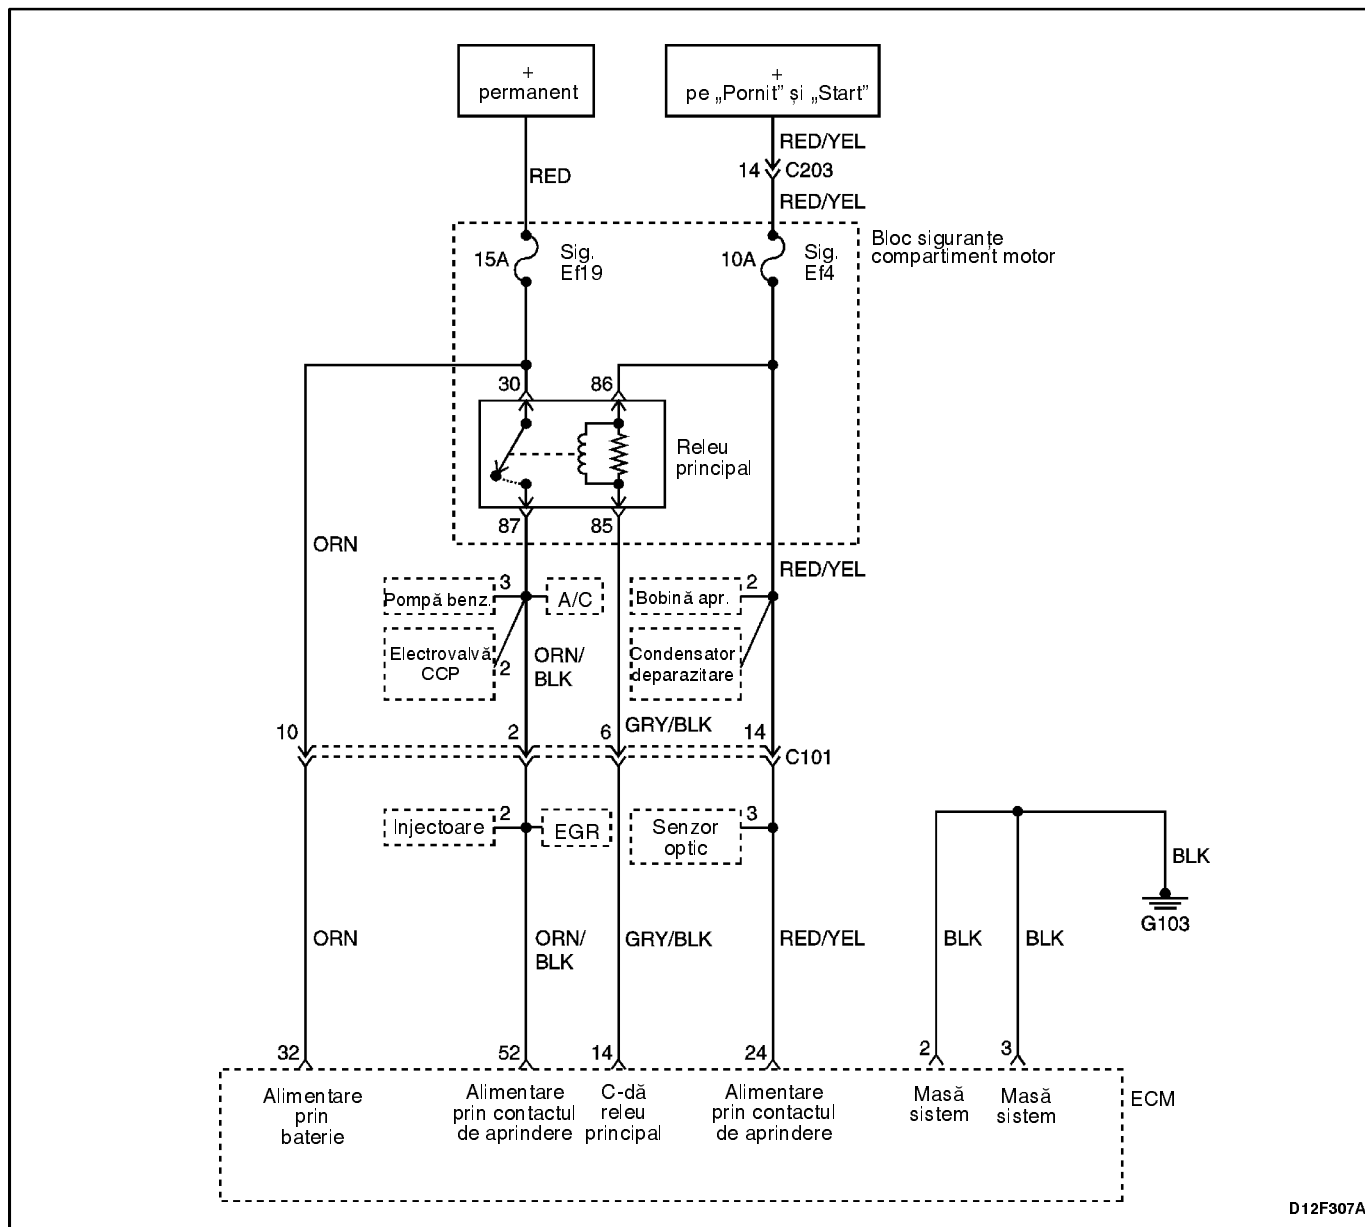 +
permanent
+
pe „Pornit” și „Start”
RED/YEL
14 C203
RED
RED/YEL
Bloc siguranțe
compartiment motor
15A
Sig.
Ef19
10A
Sig.
Ef4
30
86
Releu
principal
87
85
ORN
RED/YEL
Pompă benz.
3
A/C
Bobină apr.
2
Electrovalvă
CCP
2
ORN/
BLK
Condensator
deparazitare
GRY/BLK
10
2
6
14
C101
Injectoare
2
EGR
Senzor
optic
3
BLK
G103
ORN
ORN/
BLK
GRY/BLK
RED/YEL
BLK
BLK
32
52
14
24
2
3
Alimentare
prin
baterie
Alimentare
prin contactul
de aprindere
C-dă
releu
principal
Alimentare
prin contactul
de aprindere
Masă
sistem
Masă
sistem
ECM
D12F307A